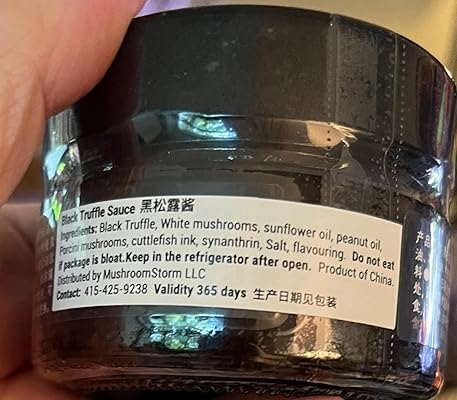 Black Truffle Sauce 黑松露酱
Ingredients: Black Truffle, White mushrooms, sunflower oil, peanut oil,
Porcini mushrooms, cuttlefish ink, synanthrin, Salt, flavouring. Do not eat
if package is bloat.Keep in the refrigerator after open. Product of China.
Distributed by MushroomStorm LLC
Contact: 415-425-9238 Validity 365 days 生产日期见包装